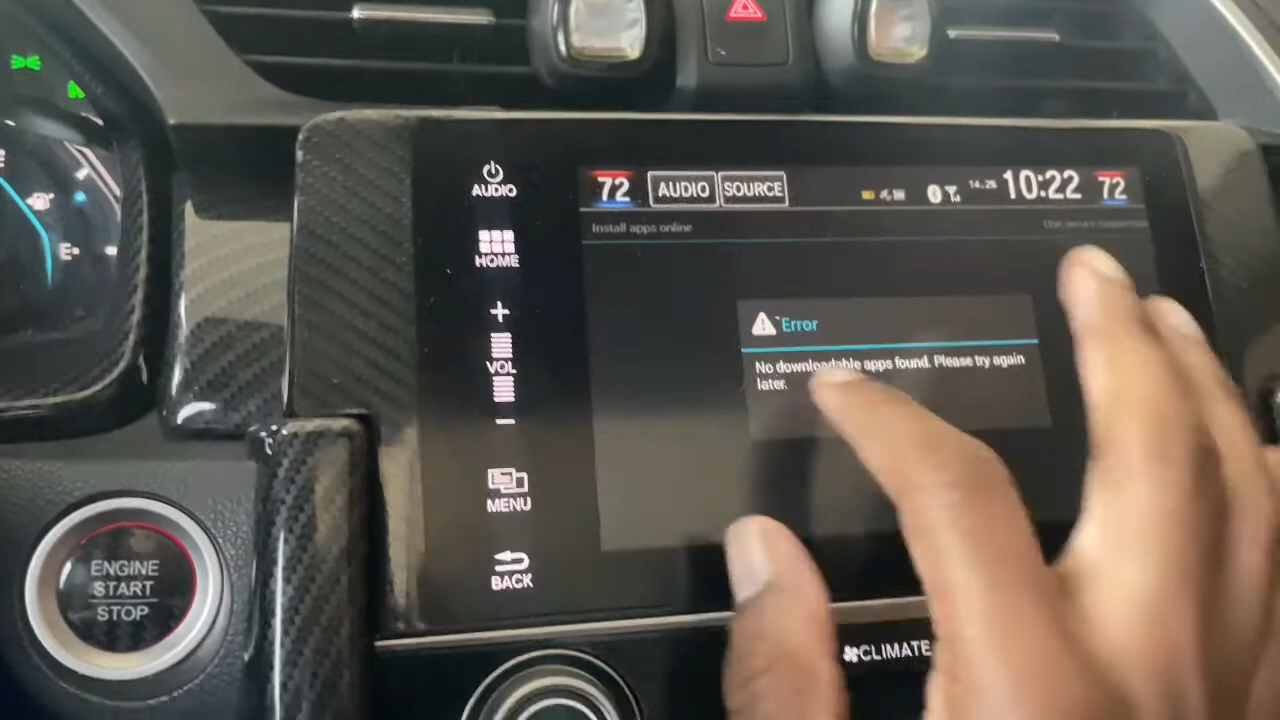 AUDIO
HOME
+
VOL
-
MENU
BACK
72 AUDIO SOURCE 10:22 72
Install apps online
Error
No downloadable apps found. Please try again
later.
ENGINE
START
STOP
CLIMATE
E